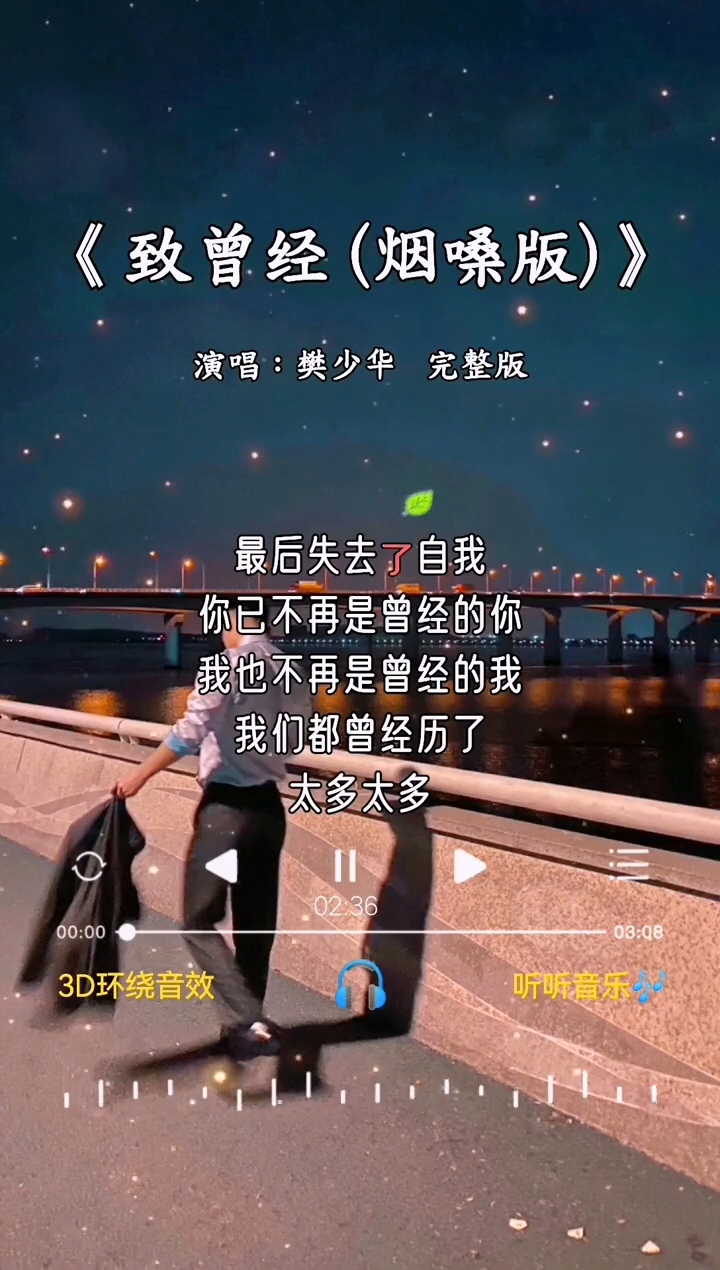 《致曾经(烟嗓版)》
演唱：樊少华 完整版
最后失去了自我
你已不再是曾经的你
我也不再是曾经的我
我们都曾经历了
太多太多
02:36
00:00 03:08
3D环绕音效 听听音乐